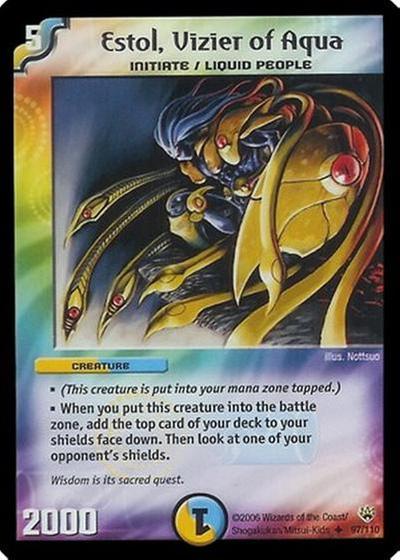 5
Estol, Vizier of Aqua
INITIATE / LIQUID PEOPLE
illus. Nottsuo
CREATURE
▪ (This creature is put into your mana zone tapped.)
▪ When you put this creature into the battle
zone, add the top card of your deck to your
shields face down. Then look at one of your
opponent's shields.
Wisdom is its sacred quest.
2000
1
©2006 Wizards of the Coast/
Shogakukan/Mitsui-Kids ✦ 97/110